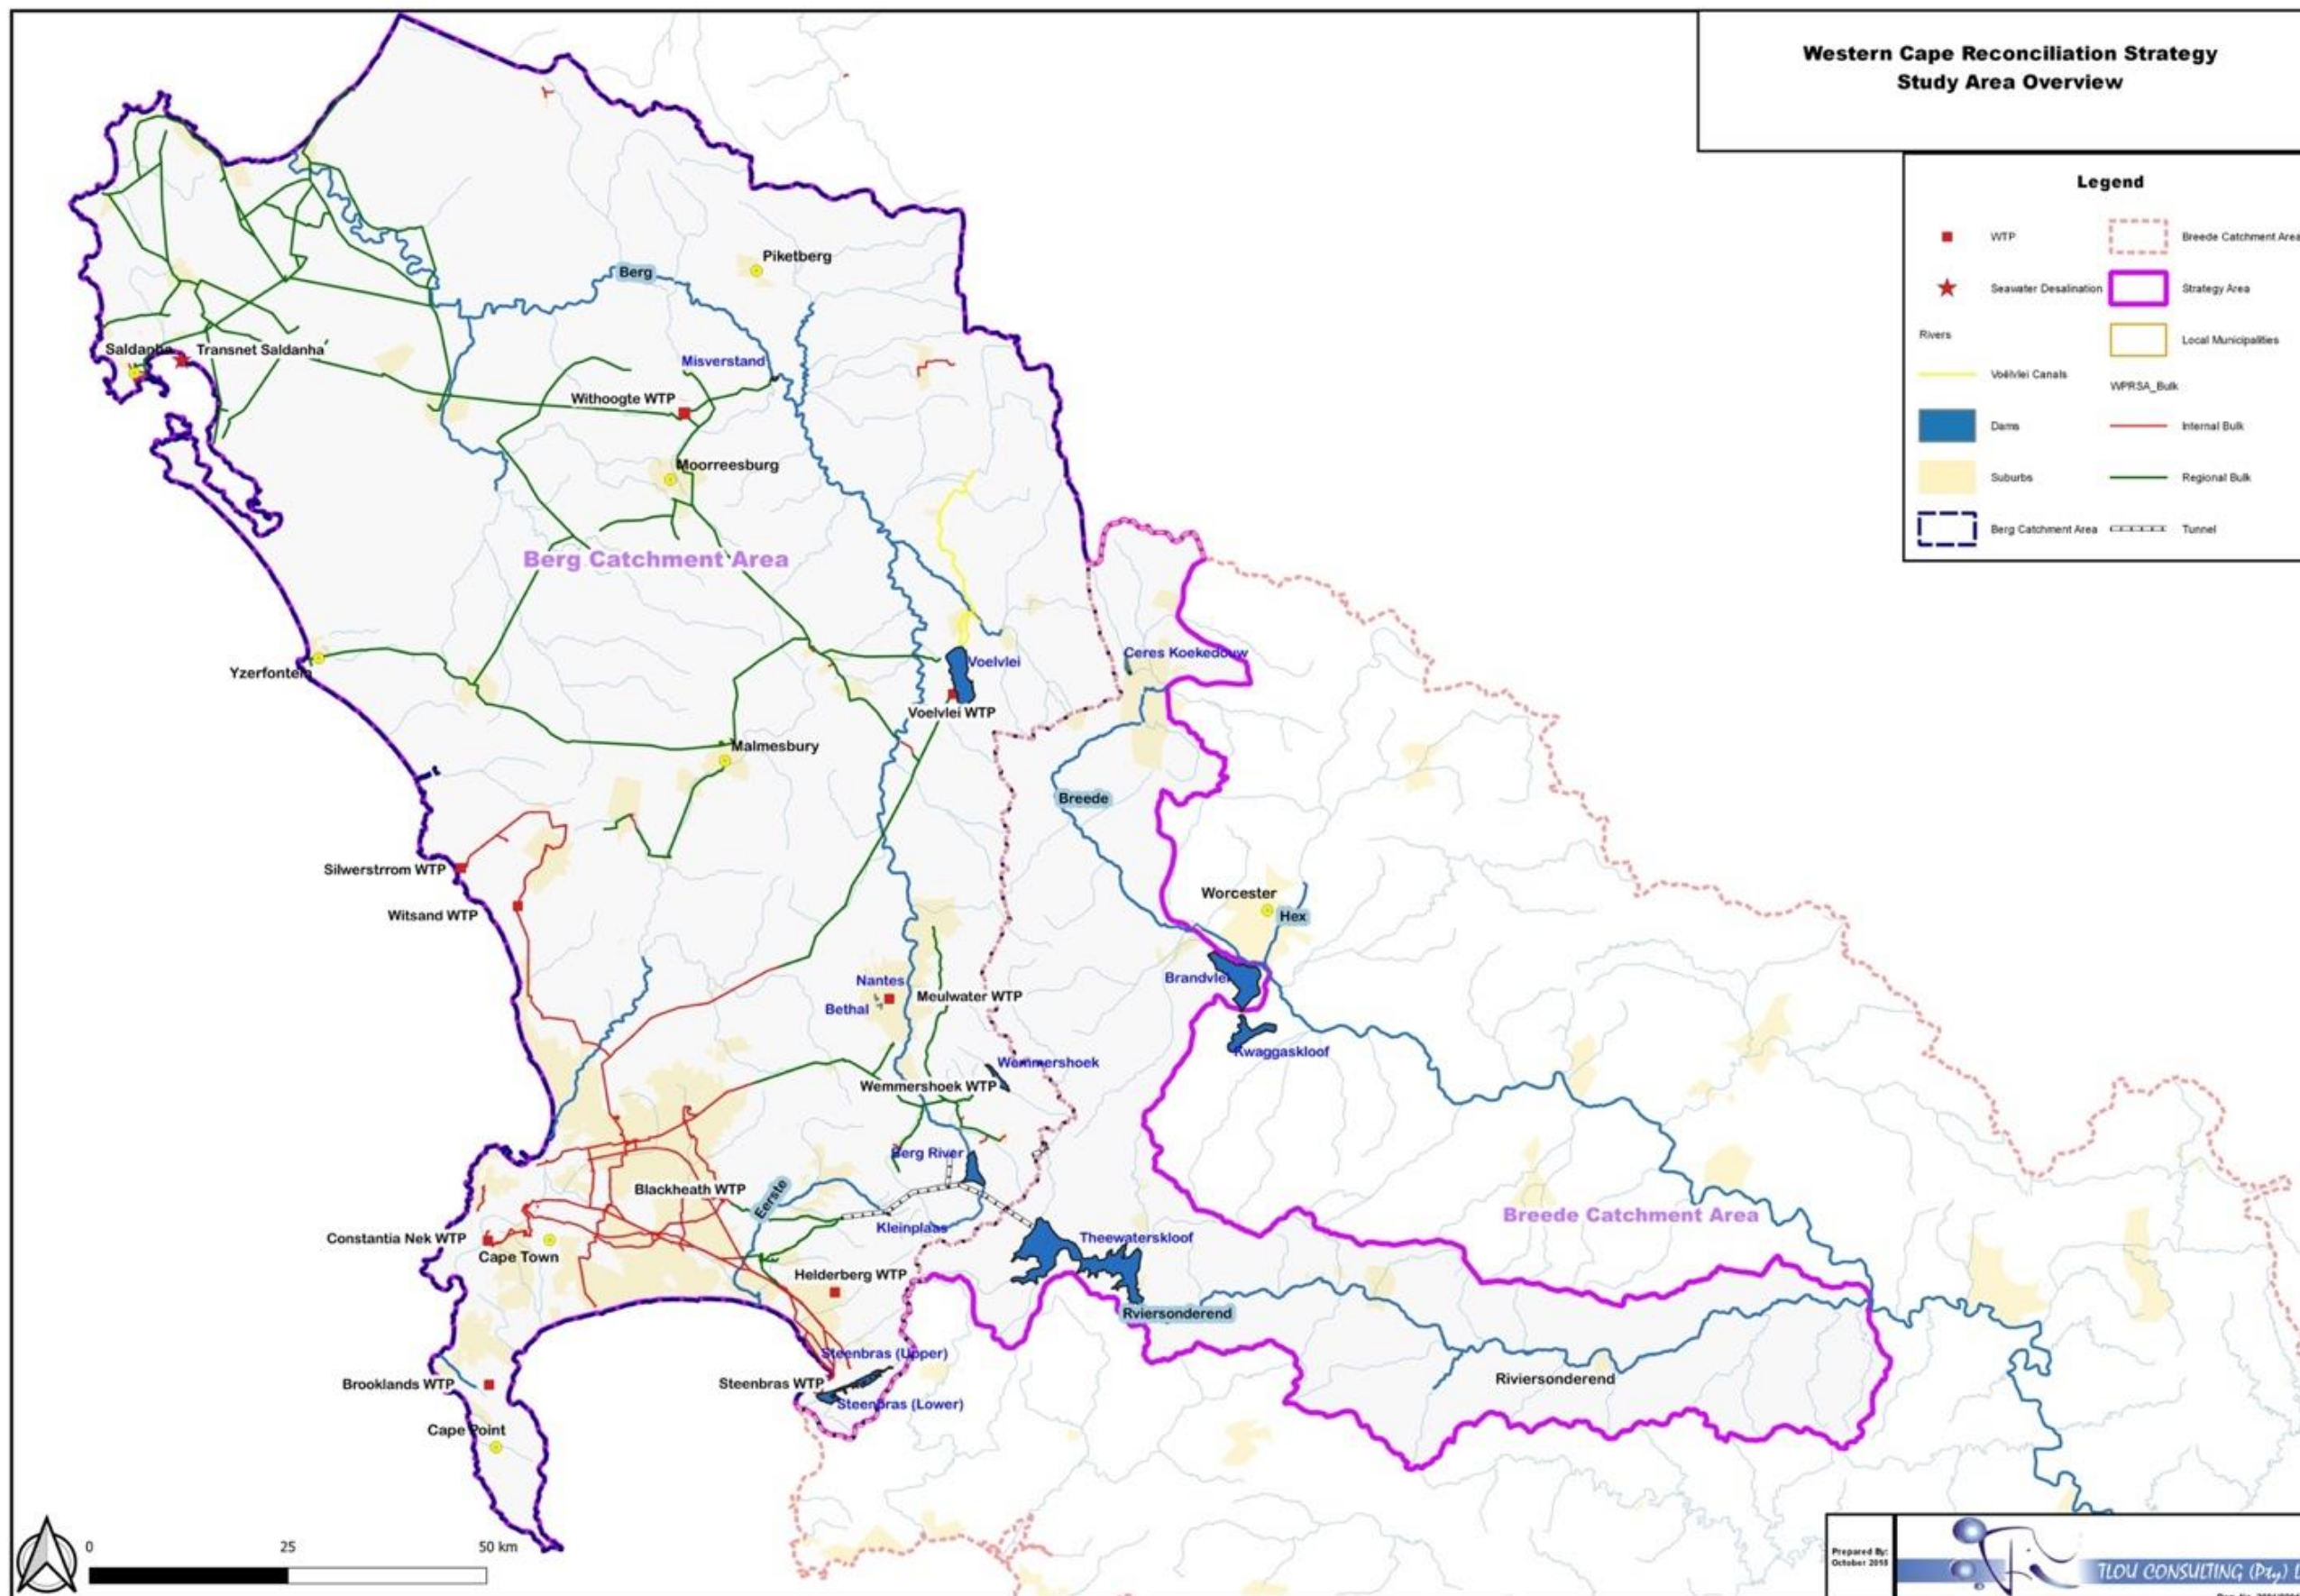 Western Cape Reconciliation Strategy
Study Area Overview
Legend
WTP
Breede Catchment Area
Seawater Desalination
Strategy Area
Rivers
Local Municipalities
Voëlvlei Canals
WPRSA_Bulk
Dams
Internal Bulk
Suburbs
Regional Bulk
Berg Catchment Area
Tunnel
Piketberg
Berg
Saldanha
Transnet Saldanha
Misverstand
Withoogte WTP
Moorreesburg
Berg Catchment Area
Yzerfontein
Voelvlei
Ceres Koekedouw
Voelvlei WTP
Malmesbury
Breede
Silwerstrrom WTP
Witsand WTP
Worcester
Hex
Nantes
Brandvlei
Bethal
Meulwater WTP
Kwaggaskloof
Wemmershoek
Wemmershoek WTP
Berg River
Blackheath WTP
Eerste
Breede Catchment Area
Kleinplaas
Constantia Nek WTP
Cape Town
Theewaterskloof
Helderberg WTP
Rviersonderend
Steenbras (Upper)
Brooklands WTP
Steenbras WTP
Riviersonderend
Steenbras (Lower)
Cape Point
0 25 50 km
Prepared By:
October 2018
TLOU CONSULTING (Pty) L